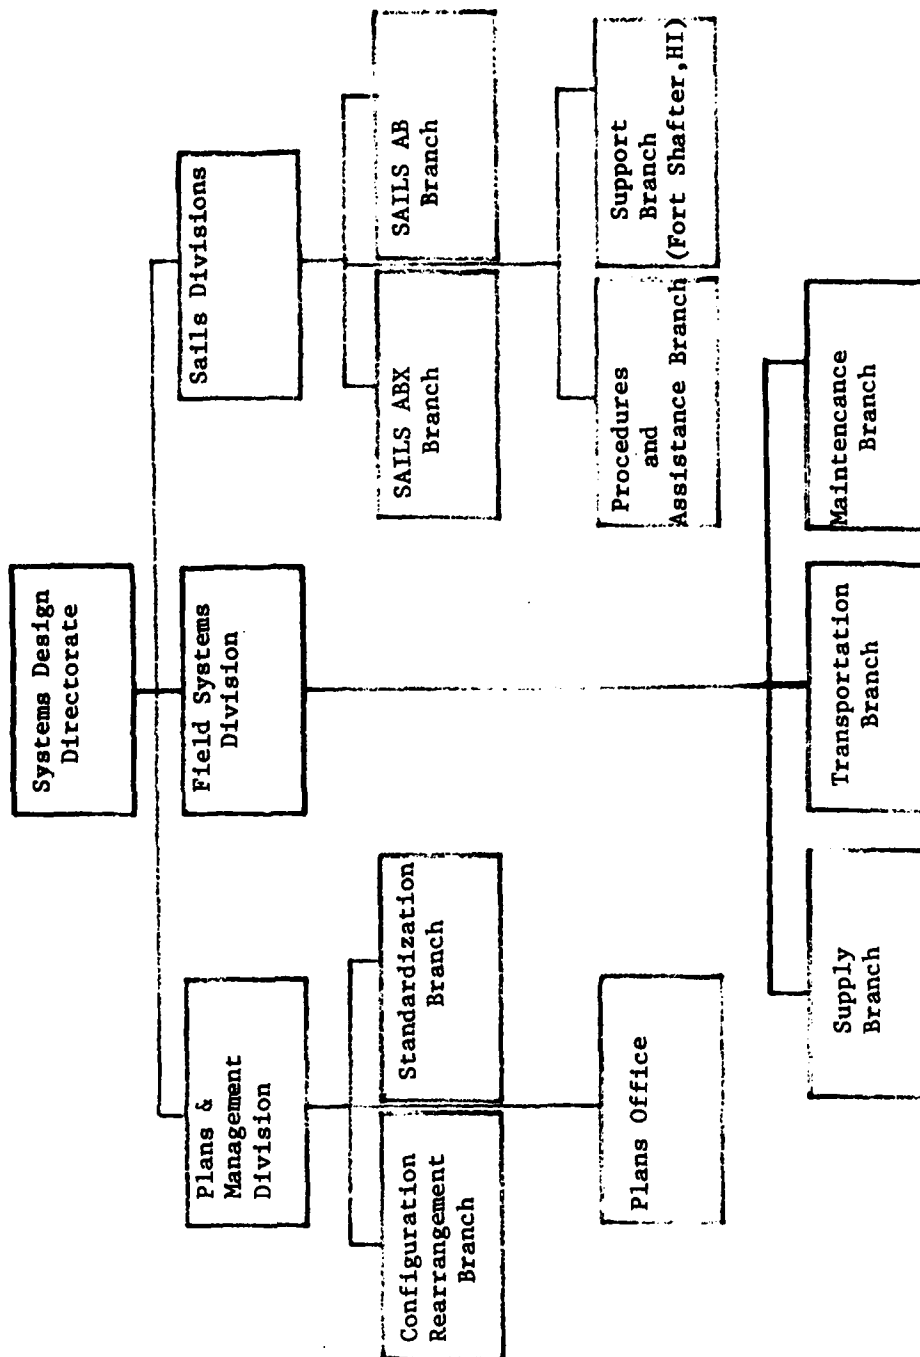 Systems Design
Directorate
Plans &
Management
Division
Field Systems
Division
Sails Divisions
Configuration
Rearrangement
Branch
Standardization
Branch
SAILS ABX
Branch
SAILS AB
Branch
Plans Office
Procedures
and
Assistance Branch
Support
Branch
(Fort Shafter,HI)
Supply
Branch
Transportation
Branch
Maintencance
Branch